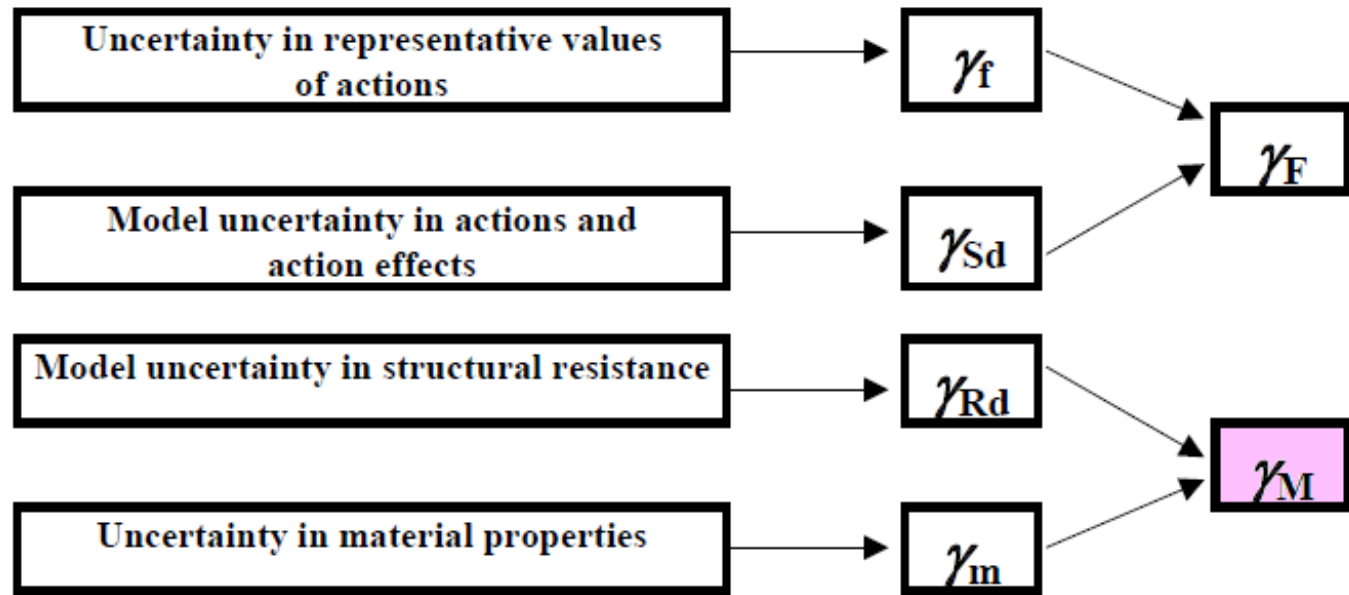 Uncertainty in representative values
of actions
γf
γF
Model uncertainty in actions and
action effects
γSd
Model uncertainty in structural resistance
γRd
γM
Uncertainty in material properties
γm